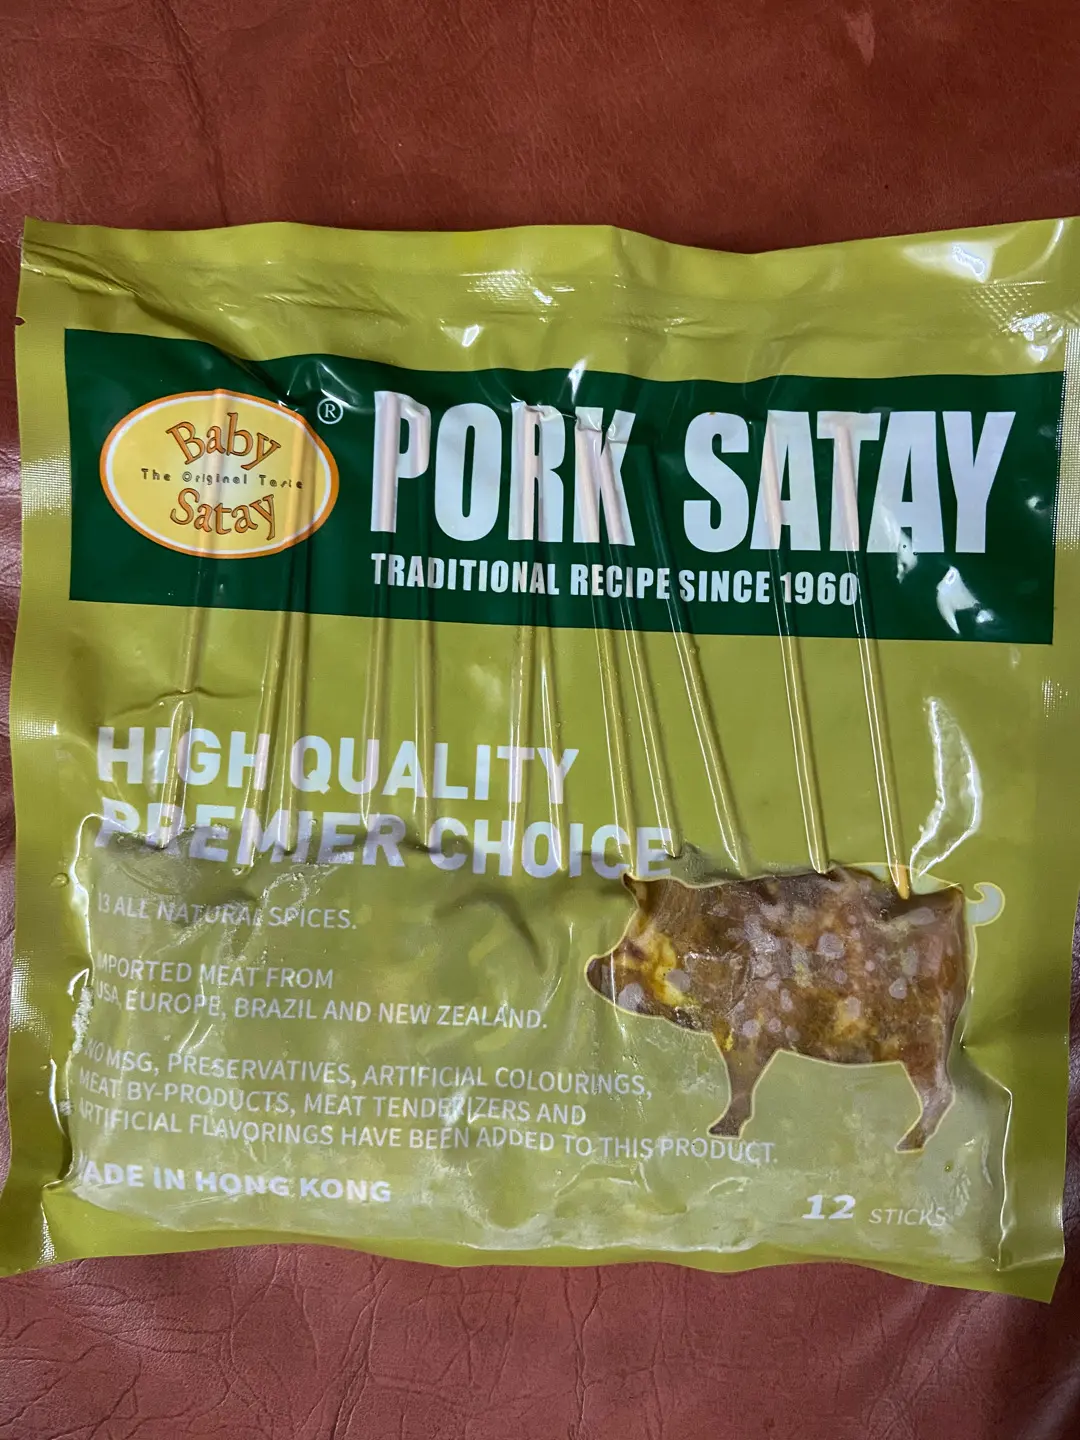 Baby
The Original Taste
Satay
®
PORK SATAY
TRADITIONAL RECIPE SINCE 1960
HIGH QUALITY
PREMIER CHOICE
13 ALL NATURAL SPICES.
IMPORTED MEAT FROM
USA, EUROPE, BRAZIL AND NEW ZEALAND.
NO MSG, PRESERVATIVES, ARTIFICIAL COLOURINGS,
MEAT BY-PRODUCTS, MEAT TENDERIZERS AND
ARTIFICIAL FLAVORINGS HAVE BEEN ADDED TO THIS PRODUCT.
MADE IN HONG KONG
12 STICKS